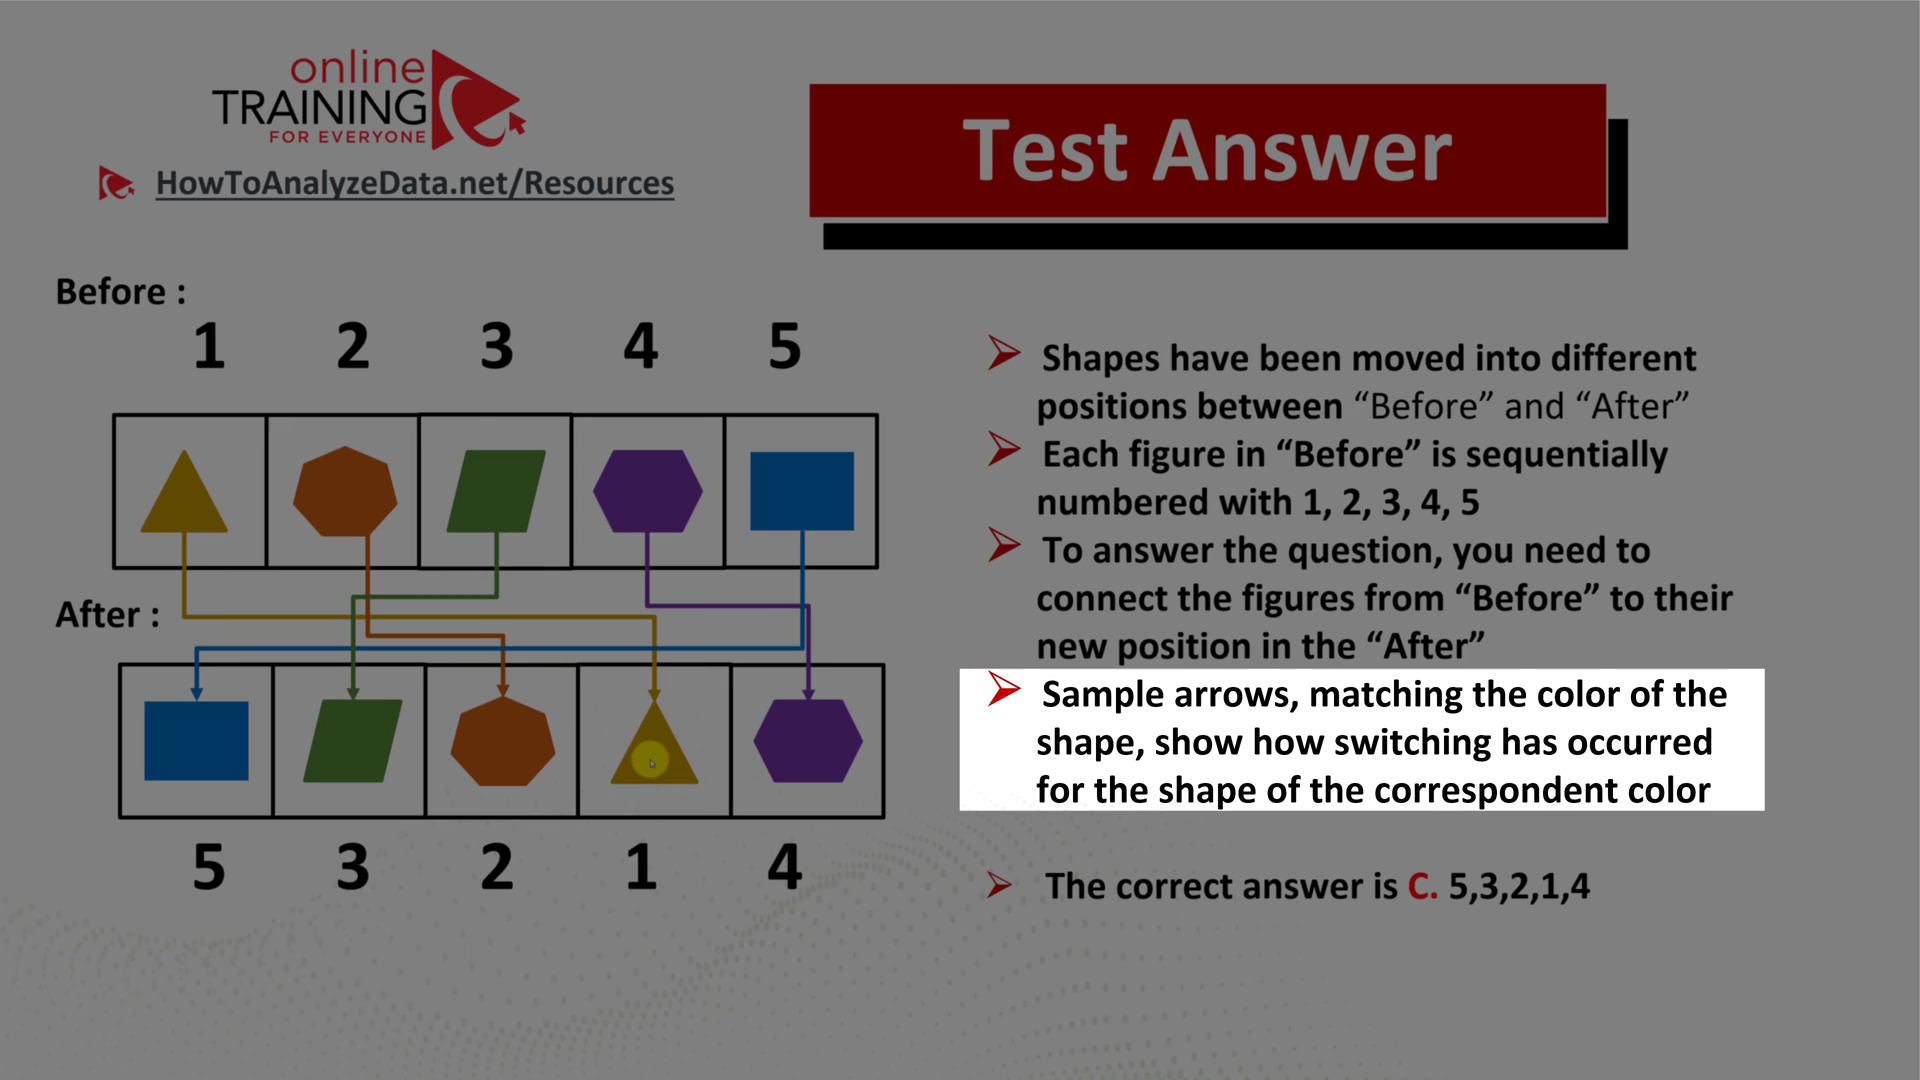 online
TRAINING
FOR EVERYONE
HowToAnalyzeData.net/Resources
Test Answer
Before :
1 2 3 4 5
After :
5 3 2 1 4
Shapes have been moved into different
positions between “Before” and “After”
Each figure in “Before” is sequentially
numbered with 1, 2, 3, 4, 5
To answer the question, you need to
connect the figures from “Before” to their
new position in the “After”
Sample arrows, matching the color of the
shape, show how switching has occurred
for the shape of the correspondent color
The correct answer is C. 5,3,2,1,4